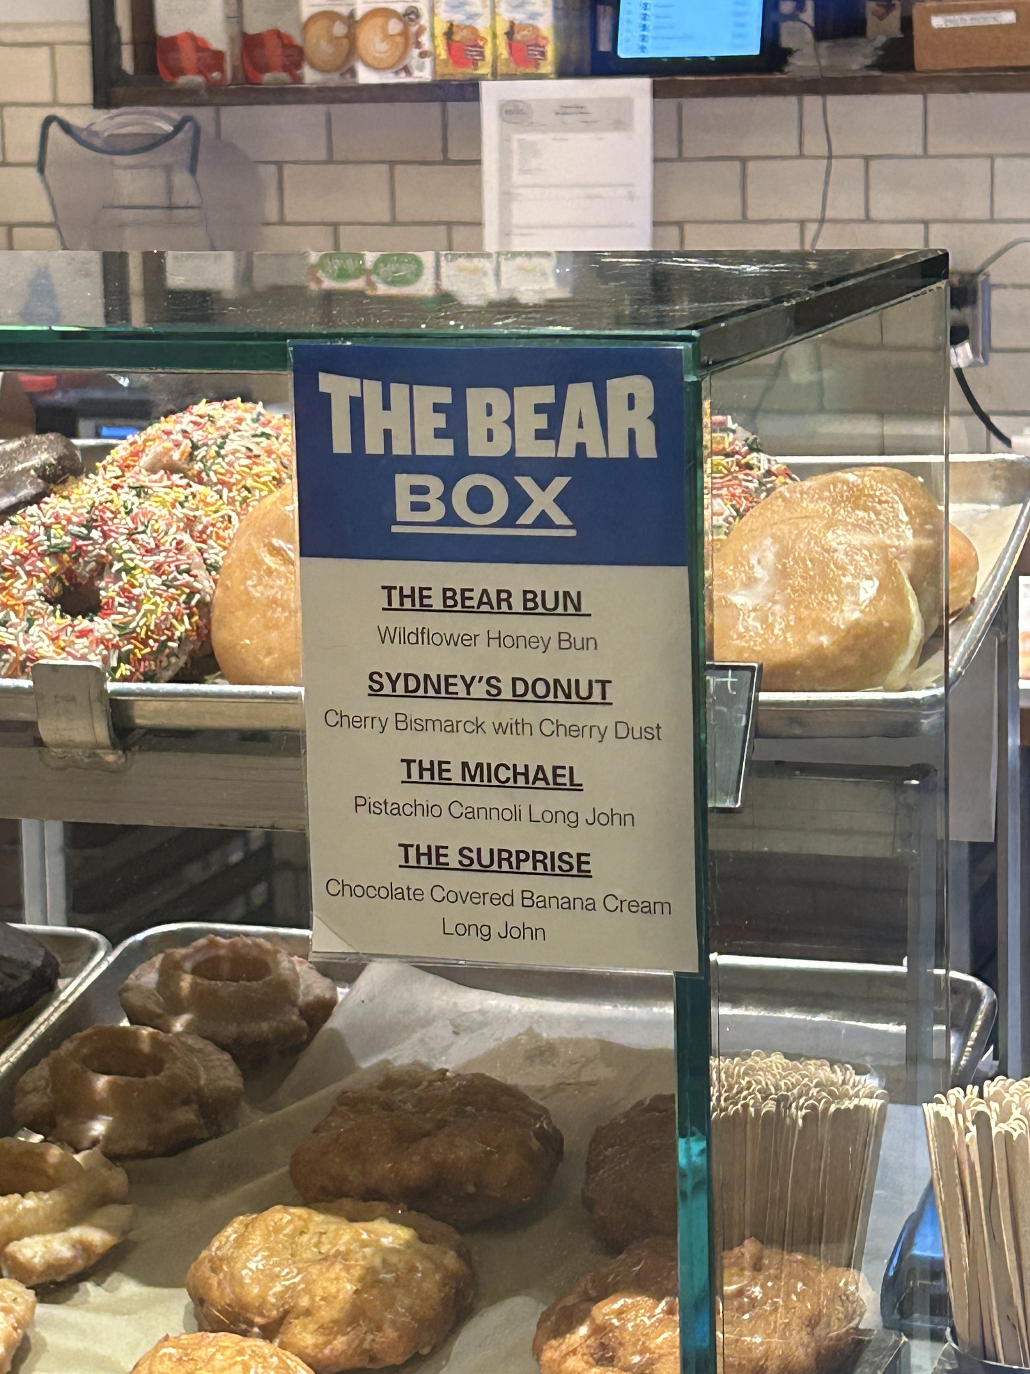 THE BEAR
BOX
THE BEAR BUN
Wildflower Honey Bun
SYDNEY'S DONUT
Cherry Bismarck with Cherry Dust
THE MICHAEL
Pistachio Cannoli Long John
THE SURPRISE
Chocolate Covered Banana Cream
Long John